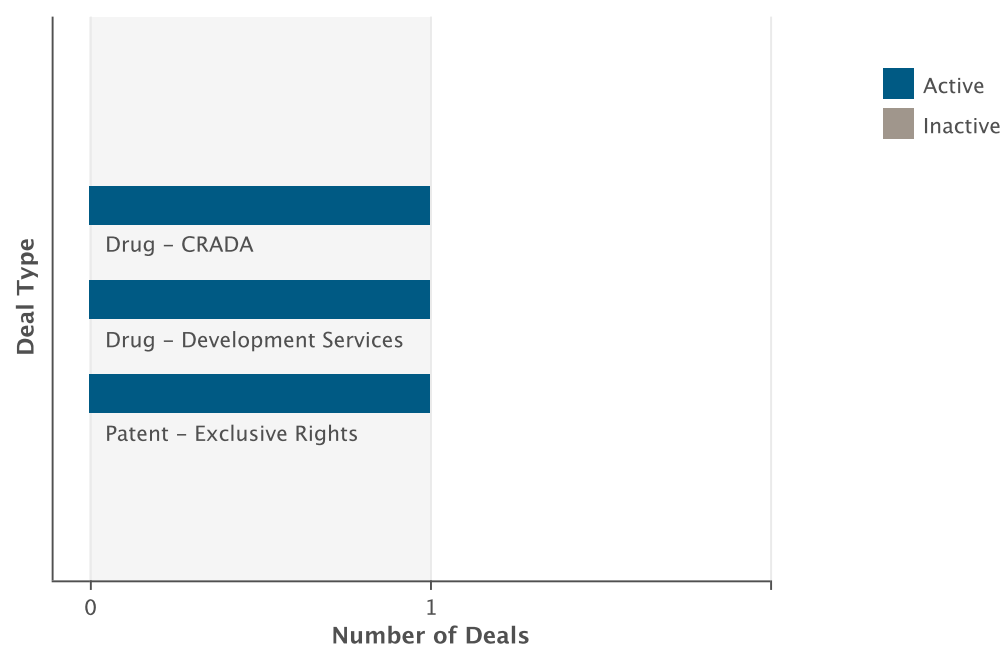 Active
Inactive
Deal Type
Drug – CRADA
Drug – Development Services
Patent – Exclusive Rights
0
1
Number of Deals